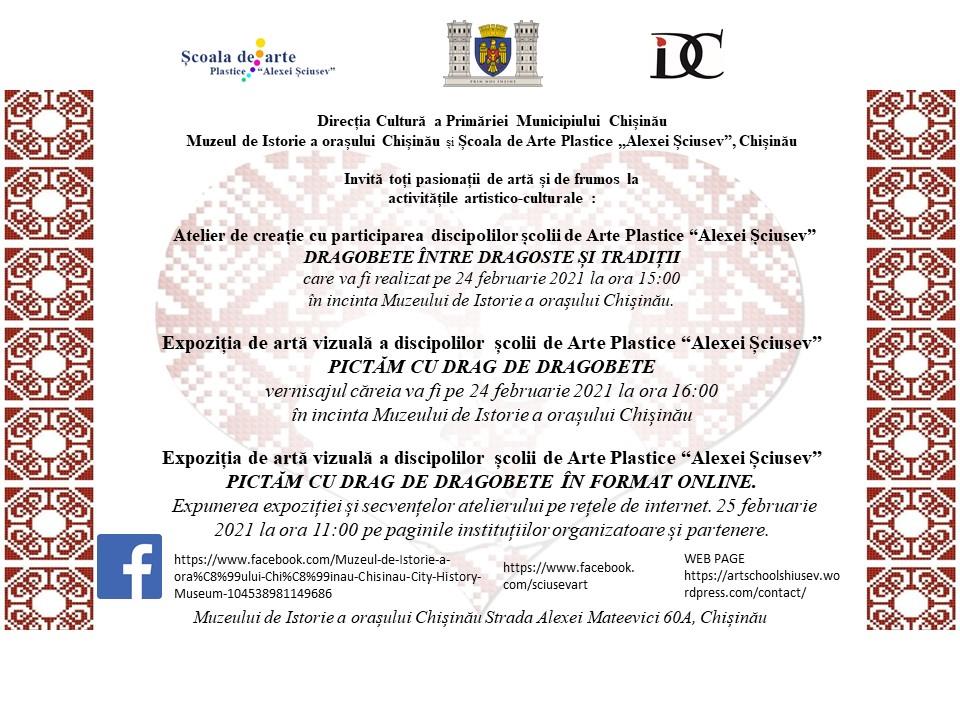 Școala de arte
Plastice "Alexei Șciusev"
DC
Direcția Cultură a Primăriei Municipiului Chișinău
Muzeul de Istorie a orașului Chișinău și Școala de Arte Plastice „Alexei Șciusev”, Chișinău
Invită toți pasionații de artă și de frumos la
activitățile artistico-culturale :
Atelier de creație cu participarea discipolilor școlii de Arte Plastice “Alexei Șciusev”
DRAGOBETE ÎNTRE DRAGOSTE ȘI TRADIȚII
care va fi realizat pe 24 februarie 2021 la ora 15:00
în incinta Muzeului de Istorie a orașului Chișinău.
Expoziția de artă vizuală a discipolilor școlii de Arte Plastice “Alexei Șciusev”
PICTĂM CU DRAG DE DRAGOBETE
vernisajul căreia va fi pe 24 februarie 2021 la ora 16:00
în incinta Muzeului de Istorie a orașului Chișinău
Expoziția de artă vizuală a discipolilor școlii de Arte Plastice “Alexei Șciusev”
PICTĂM CU DRAG DE DRAGOBETE ÎN FORMAT ONLINE.
Expunerea expoziției și secvențelor atelierului pe rețele de internet. 25 februarie
2021 la ora 11:00 pe paginile instituțiilor organizatoare și partenere.
https://www.facebook.com/Muzeul-de-Istorie-a-
ora%C8%99ului-Chi%C8%99inau-Chisinau-City-History-
Museum-104538981149686
https://www.facebook.
com/sciusevart
WEB PAGE
https://artschoolshiusev.wo
rdpress.com/contact/
Muzeului de Istorie a orașului Chișinău Strada Alexei Mateevici 60A, Chișinău